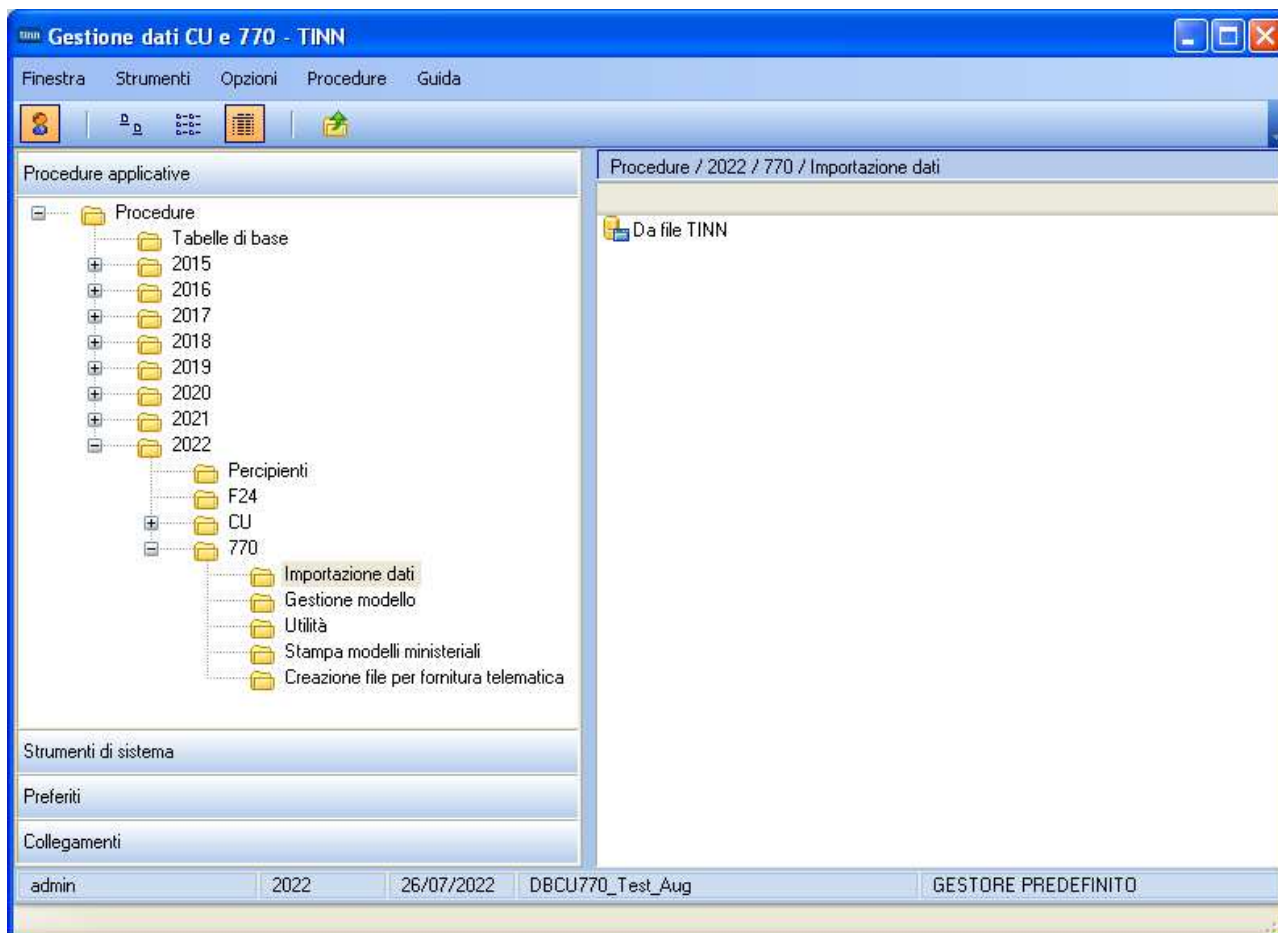 TINN Gestione dati CU e 770 - TINN
Finestra Strumenti Opzioni Procedure Guida
Procedure applicative
Procedure
Tabelle di base
2015
2016
2017
2018
2019
2020
2021
2022
Percipienti
F24
CU
770
Importazione dati
Gestione modello
Utilità
Stampa modelli ministeriali
Creazione file per fornitura telematica
Strumenti di sistema
Preferiti
Collegamenti
Procedure / 2022 / 770 / Importazione dati
Da file TINN
admin 2022 26/07/2022 DBCU770_Test_Aug GESTORE PREDEFINITO